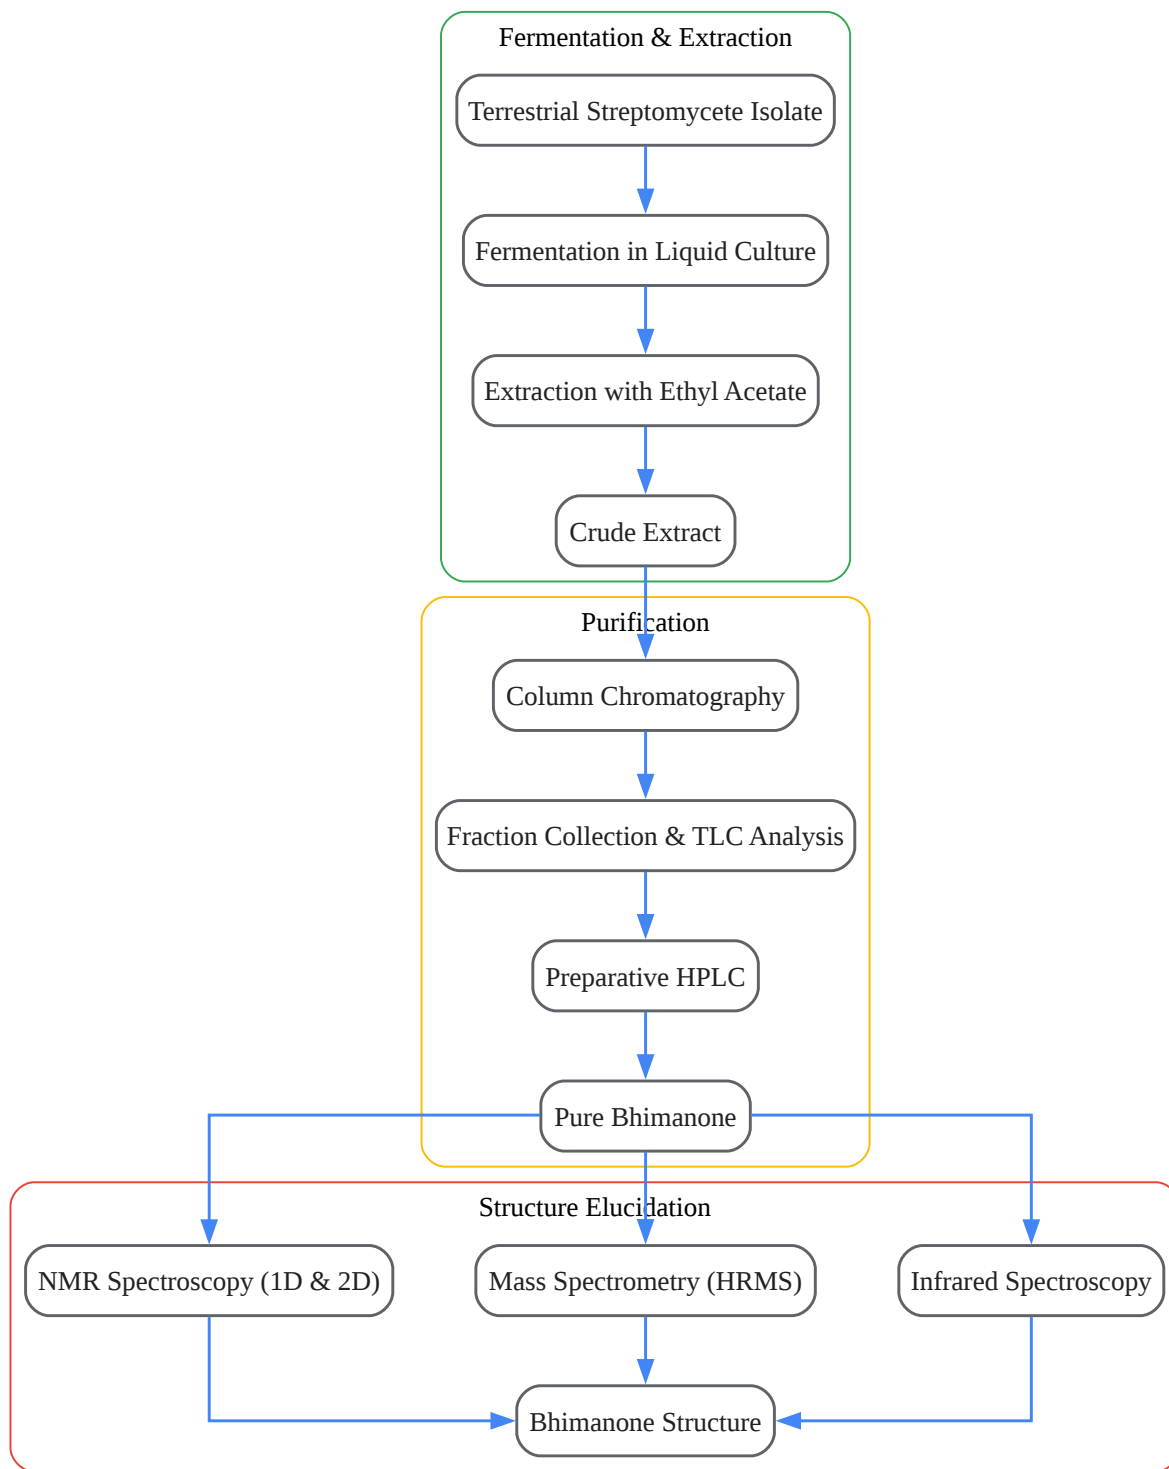 Fermentation & Extraction
Terrestrial Streptomycete Isolate
Fermentation in Liquid Culture
Extraction with Ethyl Acetate
Crude Extract
Purification
Column Chromatography
Fraction Collection & TLC Analysis
Preparative HPLC
Pure Bhimanone
Structure Elucidation
NMR Spectroscopy (1D & 2D)
Mass Spectrometry (HRMS)
Infrared Spectroscopy
Bhimanone Structure